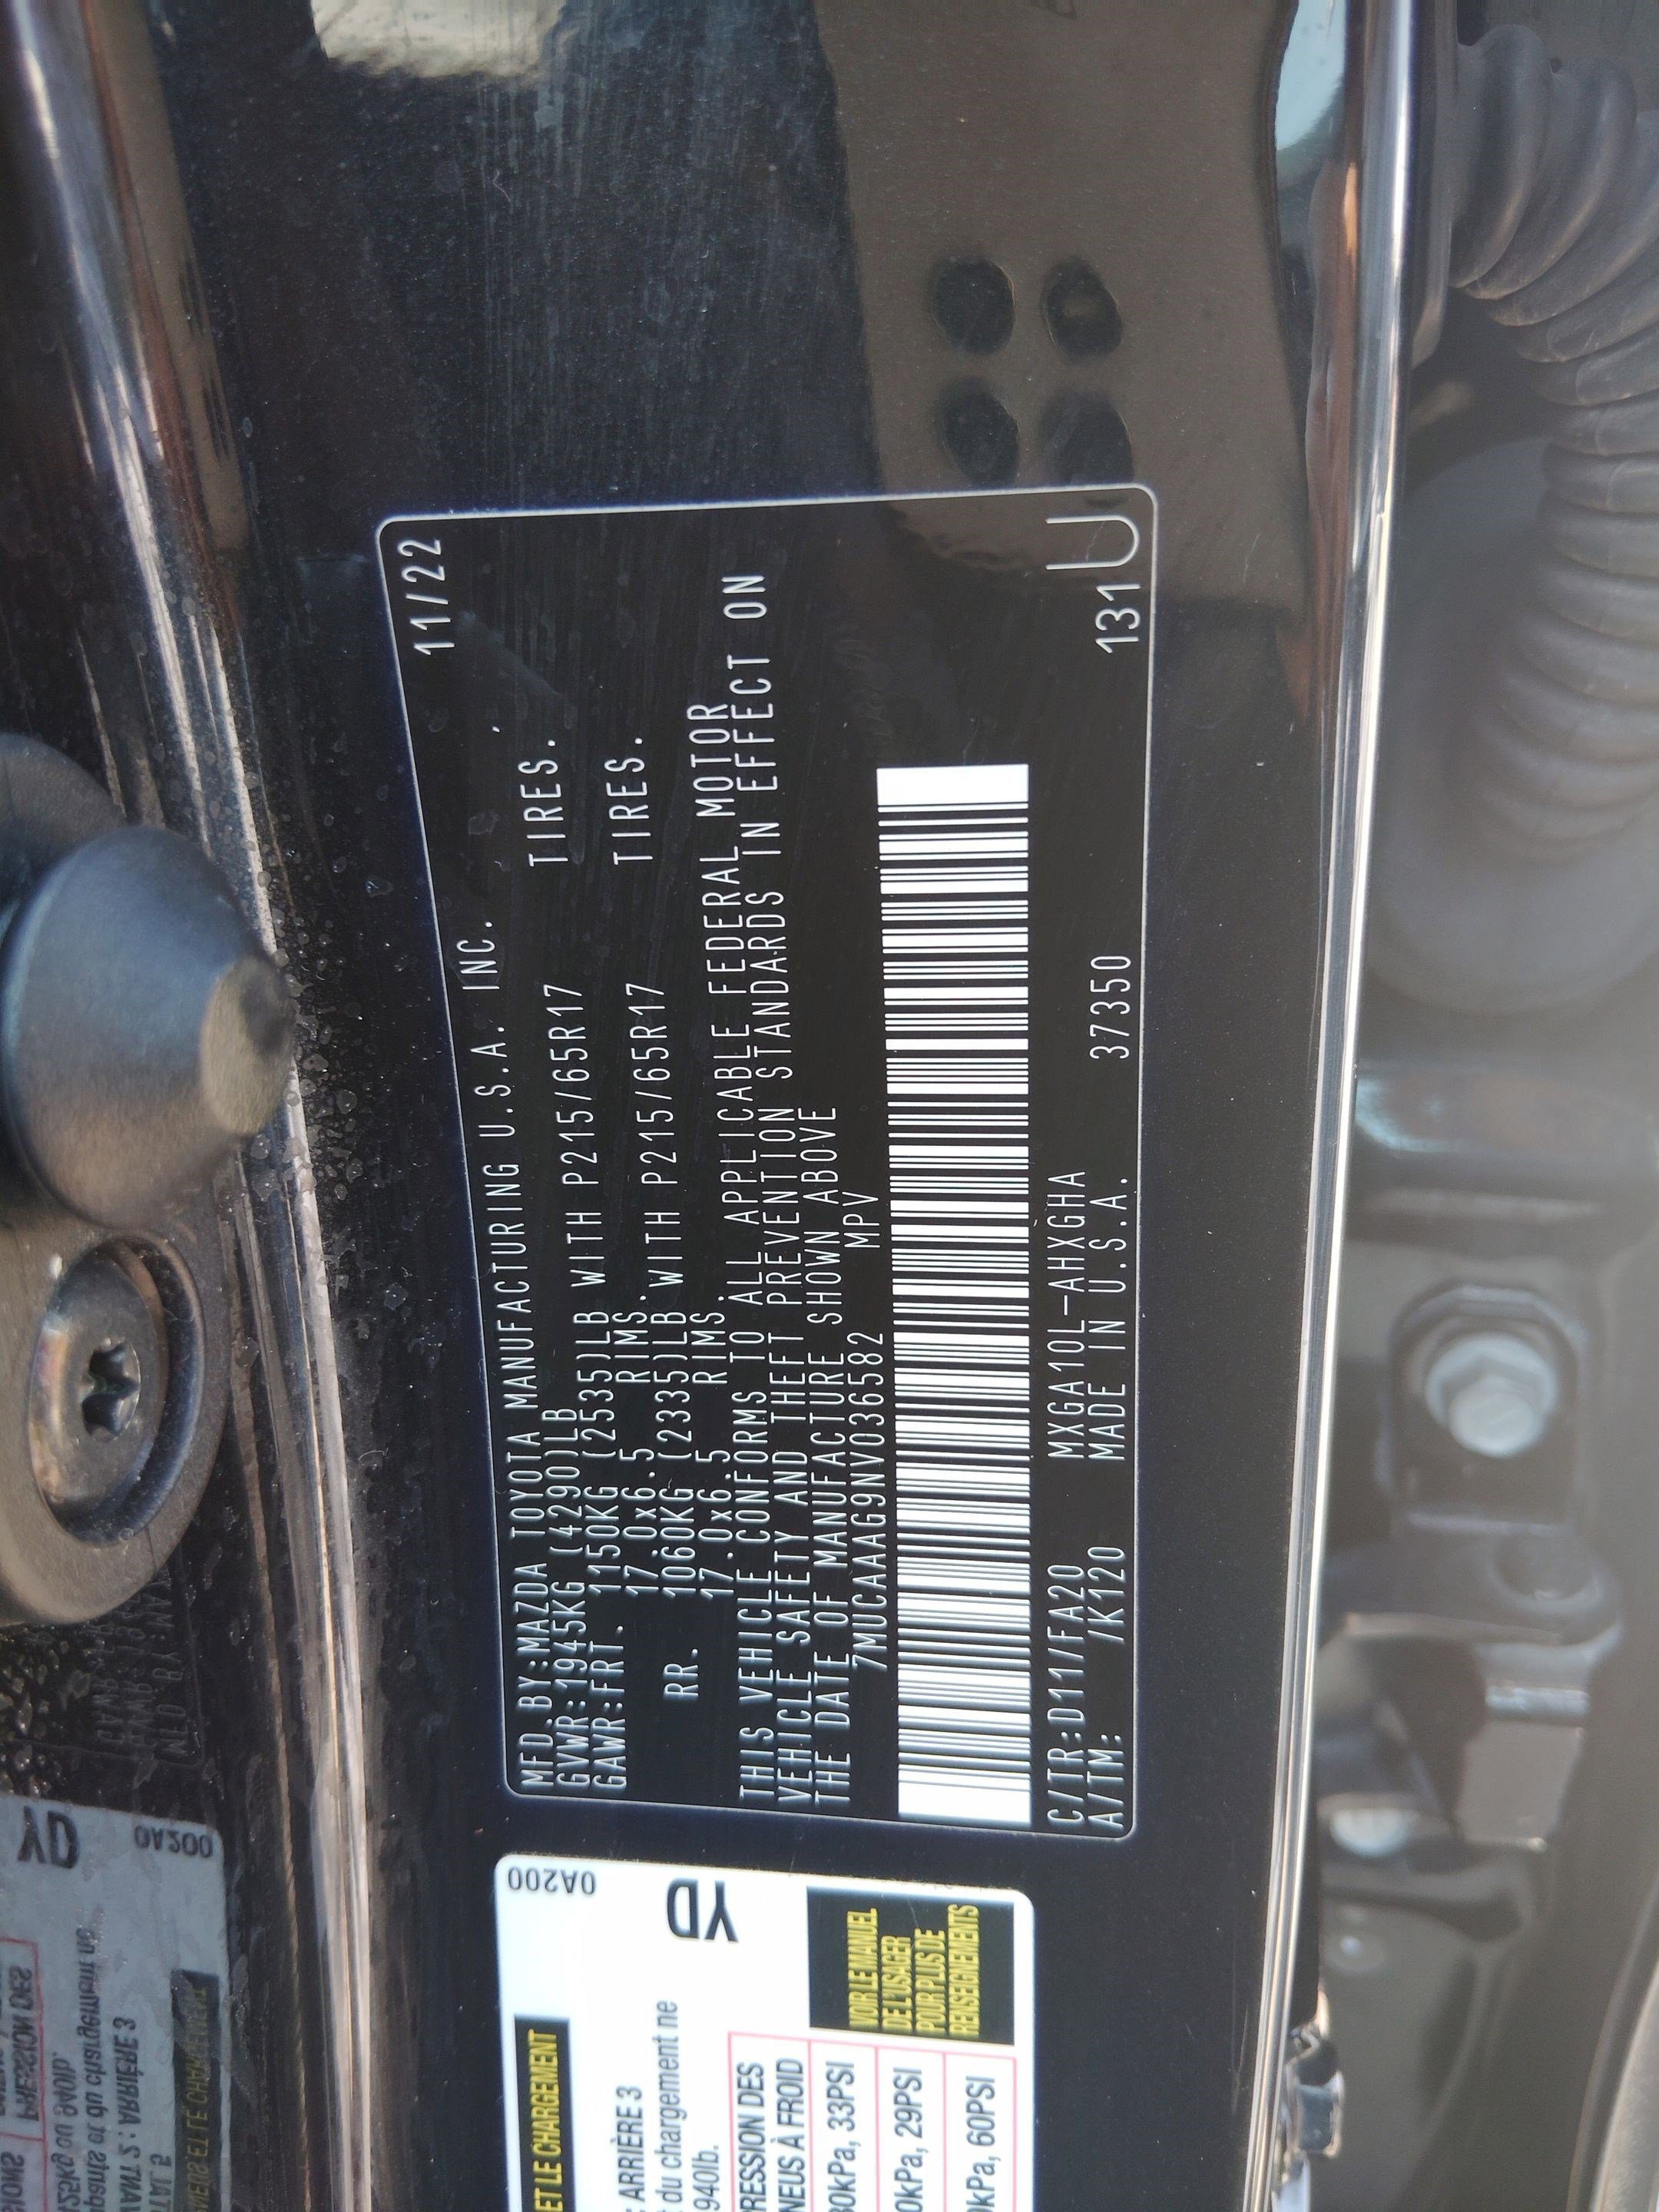 11/22
MFD.BY:MAZDA TOYOTA MANUFACTURING U.S.A. INC.
GVWR:1945KG (4290)LB
GAWR:FRT. 1150KG (2535)LB WITH P215/65R17 TIRES.
17.0x6.5 RIMS.
RR. 1060KG (2335)LB WITH P215/65R17 TIRES.
17.0x6.5 RIMS.
THIS VEHICLE CONFORMS TO ALL APPLICABLE FEDERAL MOTOR
VEHICLE SAFETY AND THEFT PREVENTION STANDARDS IN EFFECT ON
THE DATE OF MANUFACTURE SHOWN ABOVE
7MUCAAAG9NV036582 MPV
C/TR:D11/FA20 MXGA10L-AHXGHA
A/TM: /K120 MADE IN U.S.A. 37350 131U
0A200
YD
ET LE CHARGEMENT
ARRIÈRE 3
du chargement ne
940lb.
VOIR LE MANUEL
DE L'USAGER
POUR PLUS DE
RENSEIGNEMENTS
RESSION DES
NEUS À FROID
0kPa, 33PSI
0kPa, 29PSI
kPa, 60PSI